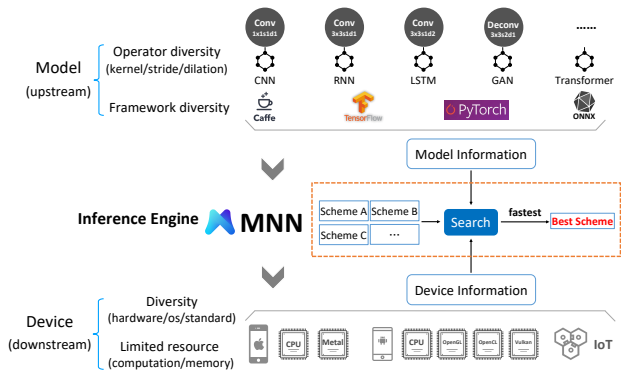 Conv
1x1s1d1
Conv
3x3s1d1
Conv
3x3s1d2
Deconv
3x3s2d1
......
Model
(upstream)
Operator diversity
(kernel/stride/dilation)
CNN
RNN
LSTM
GAN
Transformer
Framework diversity
Caffe
TensorFlow
PyTorch
ONNX
Model Information
Inference Engine
MNN
Scheme A
Scheme B
Scheme C
...
Search
fastest
Best Scheme
Device Information
Device
(downstream)
Diversity
(hardware/os/standard)
Limited resource
(computation/memory)
CPU
Metal
CPU
OpenGL
OpenCL
Vulkan
IoT